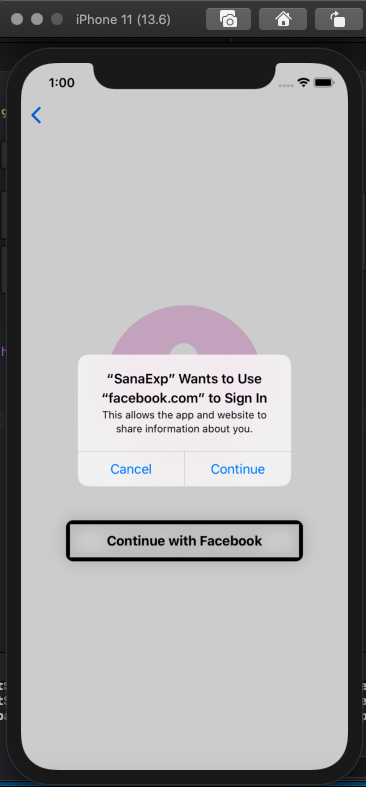 iPhone 11 (13.6)
1:00
“SanaExp” Wants to Use
“facebook.com” to Sign In
This allows the app and website to
share information about you.
Cancel
Continue
Continue with Facebook